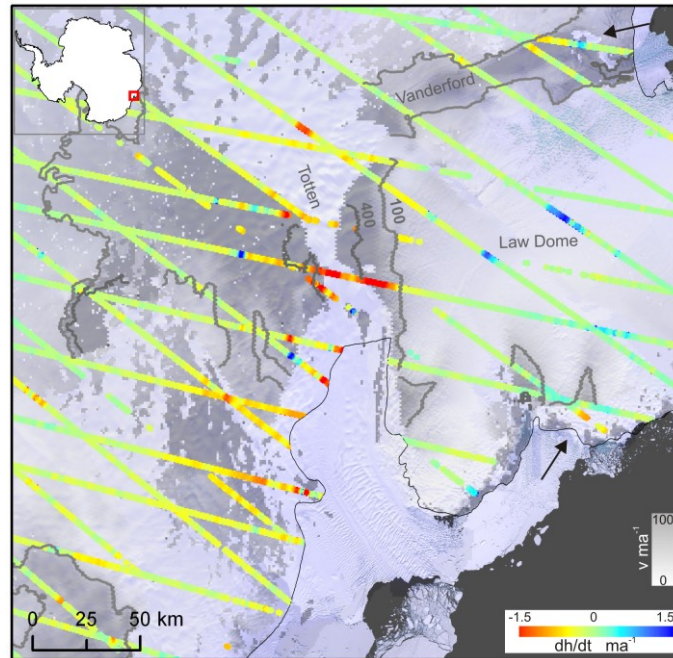 Vanderford
Totten
400
100
Law Dome
0 25 50 km
v ma⁻¹
100
0
-1.5 0 1.5
dh/dt ma⁻¹